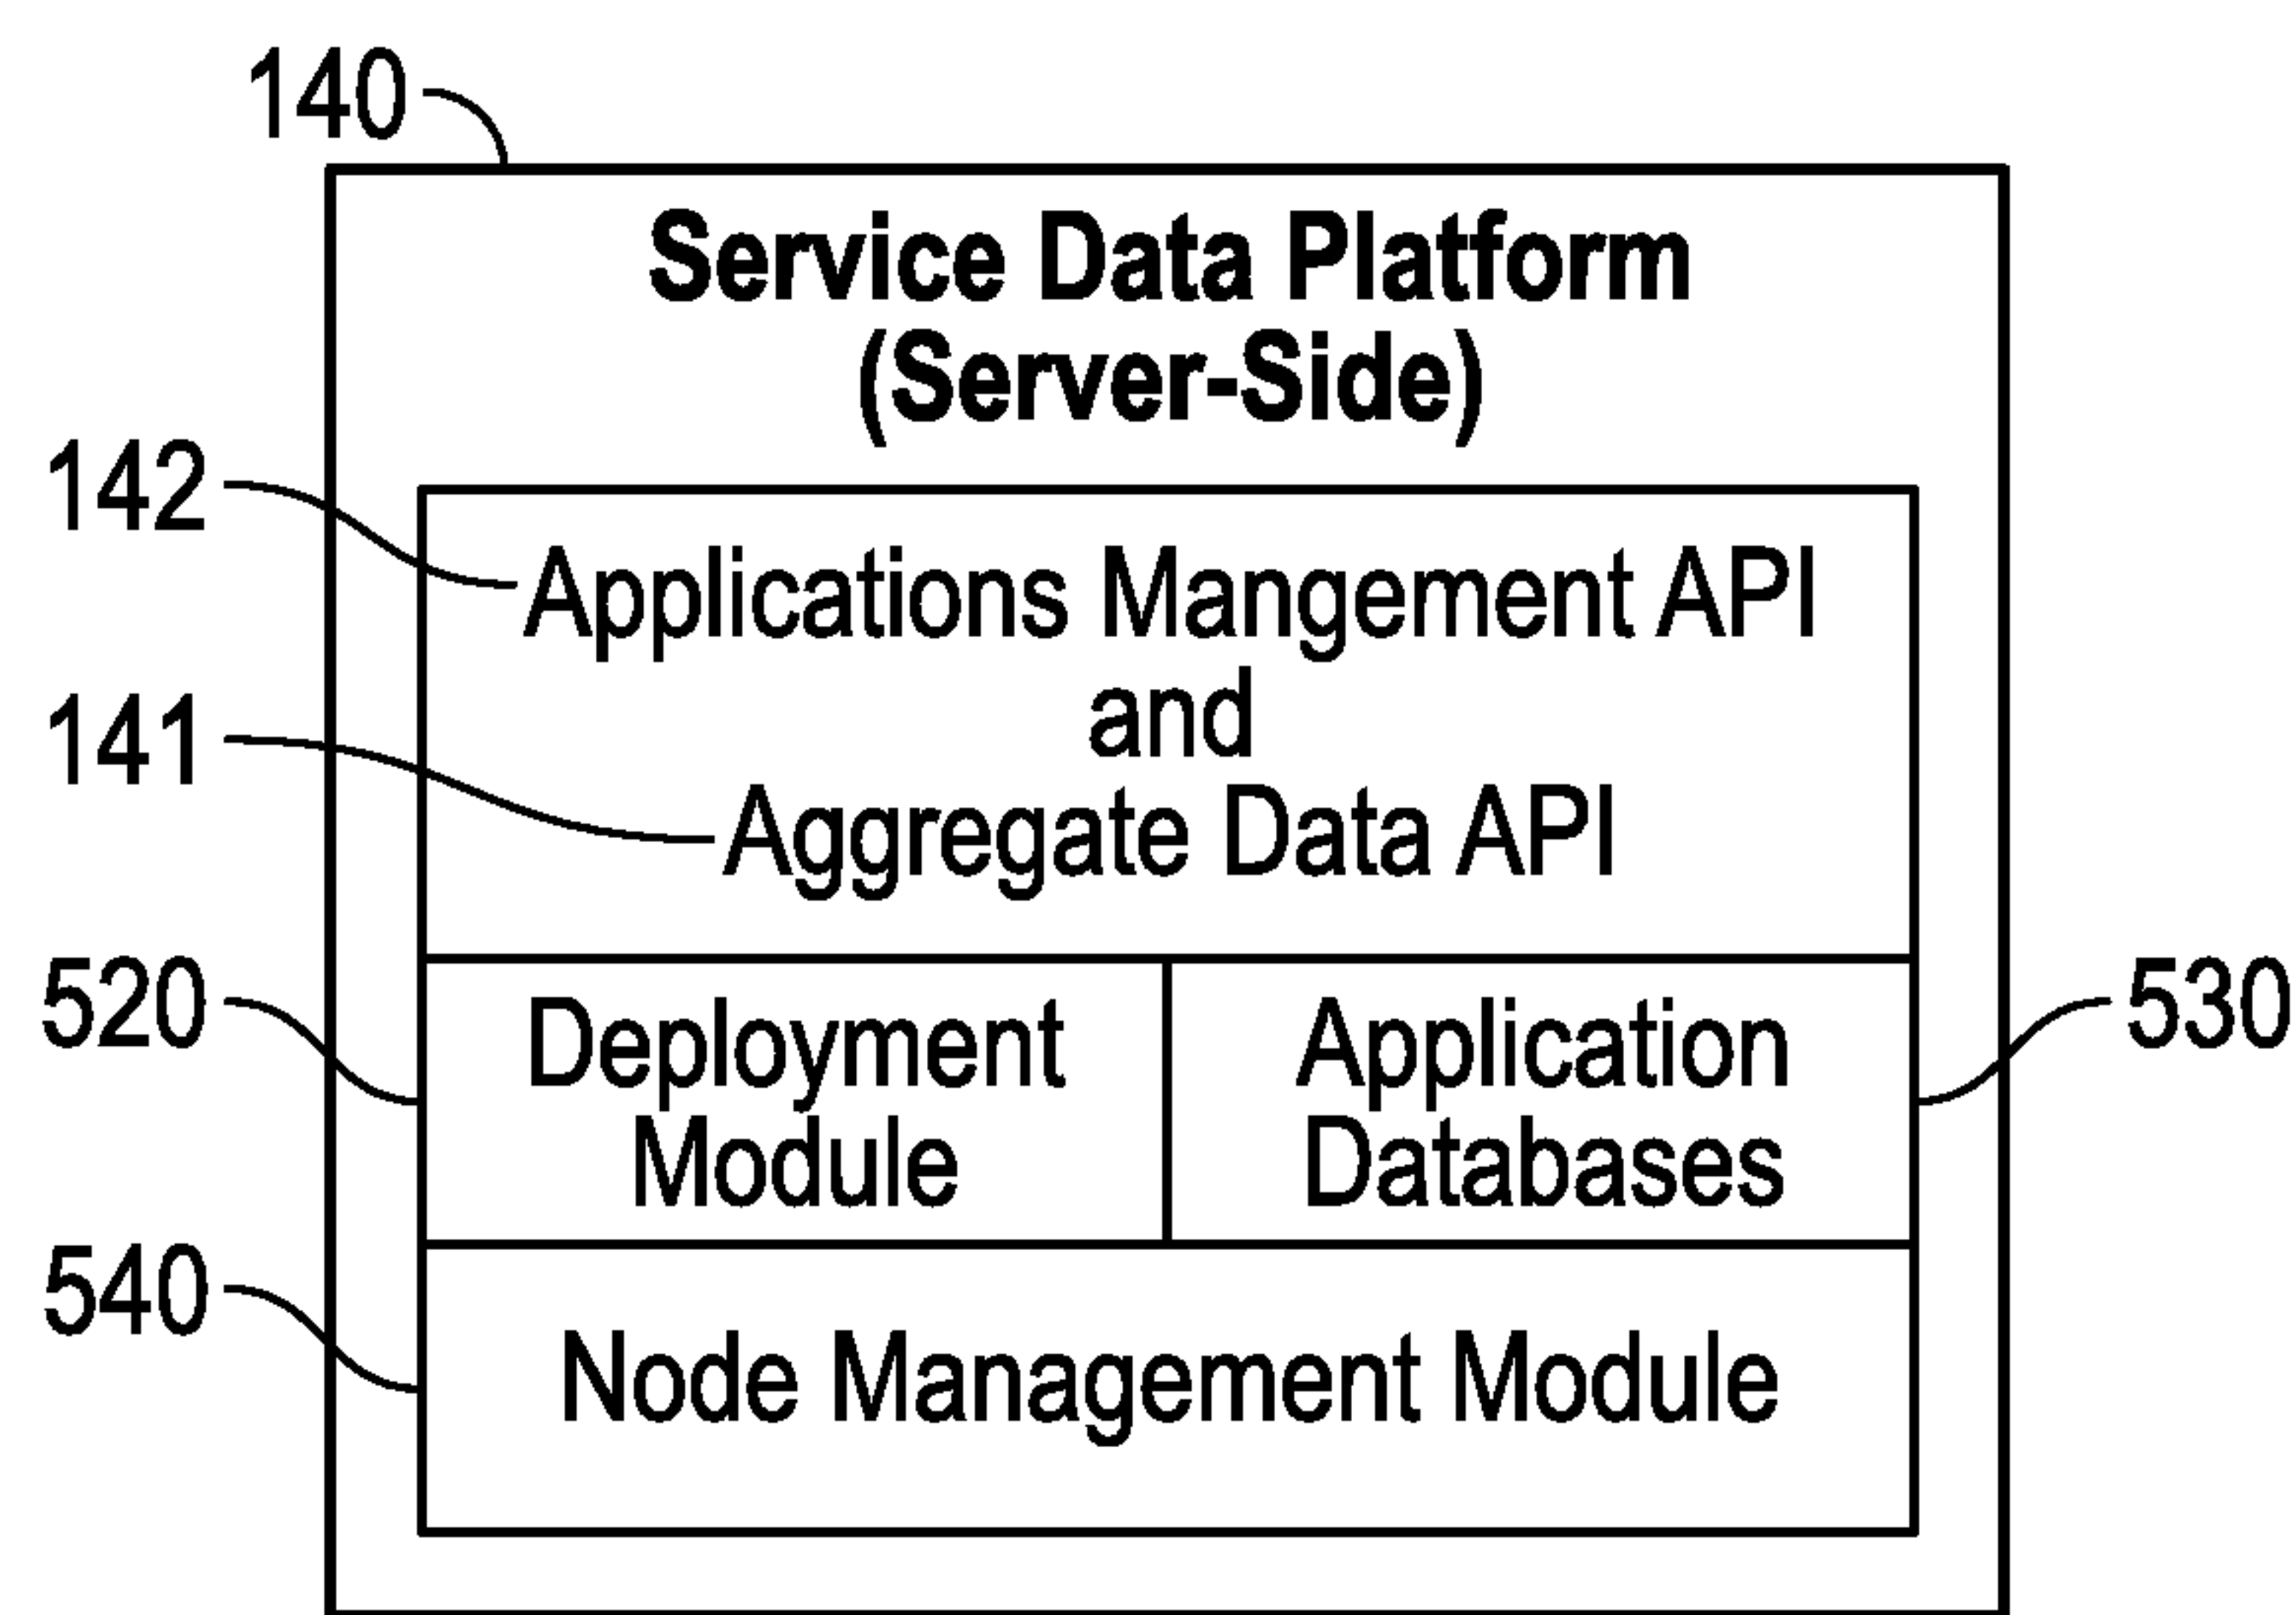 140
Service Data Platform
(Server-Side)
142
Applications Mangement API
and
141
Aggregate Data API
520
Deployment
Module
Application
Databases
530
540
Node Management Module